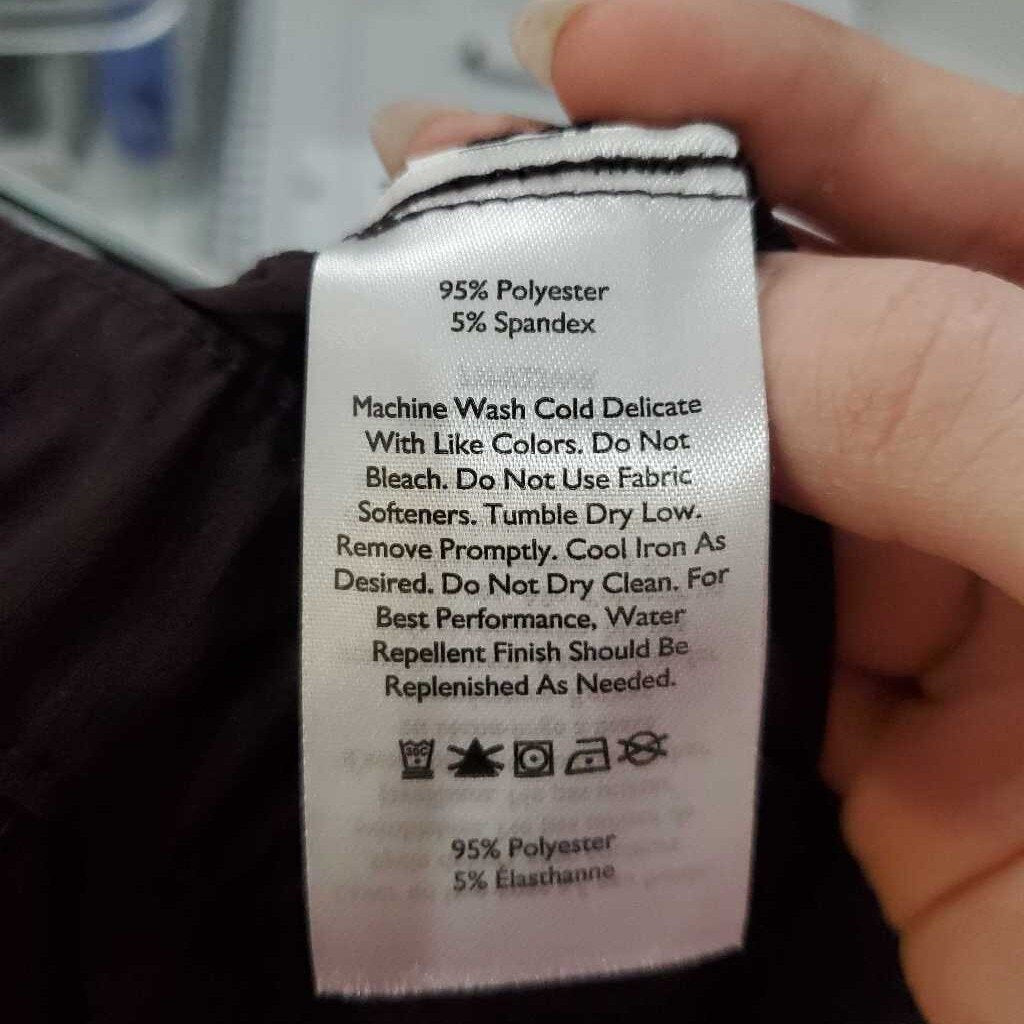 95% Polyester
5% Spandex
Machine Wash Cold Delicate
With Like Colors. Do Not
Bleach. Do Not Use Fabric
Softeners. Tumble Dry Low.
Remove Promptly. Cool Iron As
Desired. Do Not Dry Clean. For
Best Performance, Water
Repellent Finish Should Be
Replenished As Needed.
30C
95% Polyester
5% Élasthanne